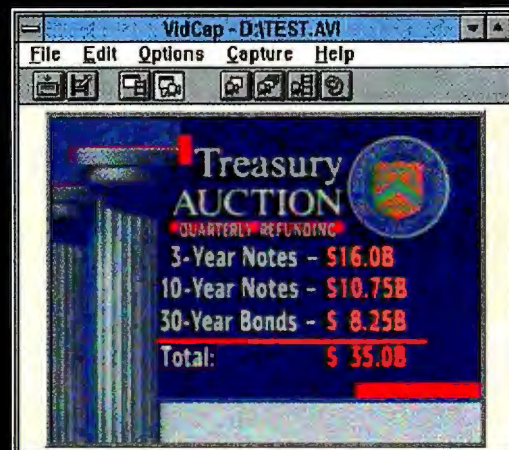 VidCap - D:\TEST.AVI
File Edit Options Capture Help
Treasury
AUCTION
QUARTERLY REFUNDING
3-Year Notes - $16.0B
10-Year Notes - $10.75B
30-Year Bonds - $ 8.25B
Total: $ 35.0B